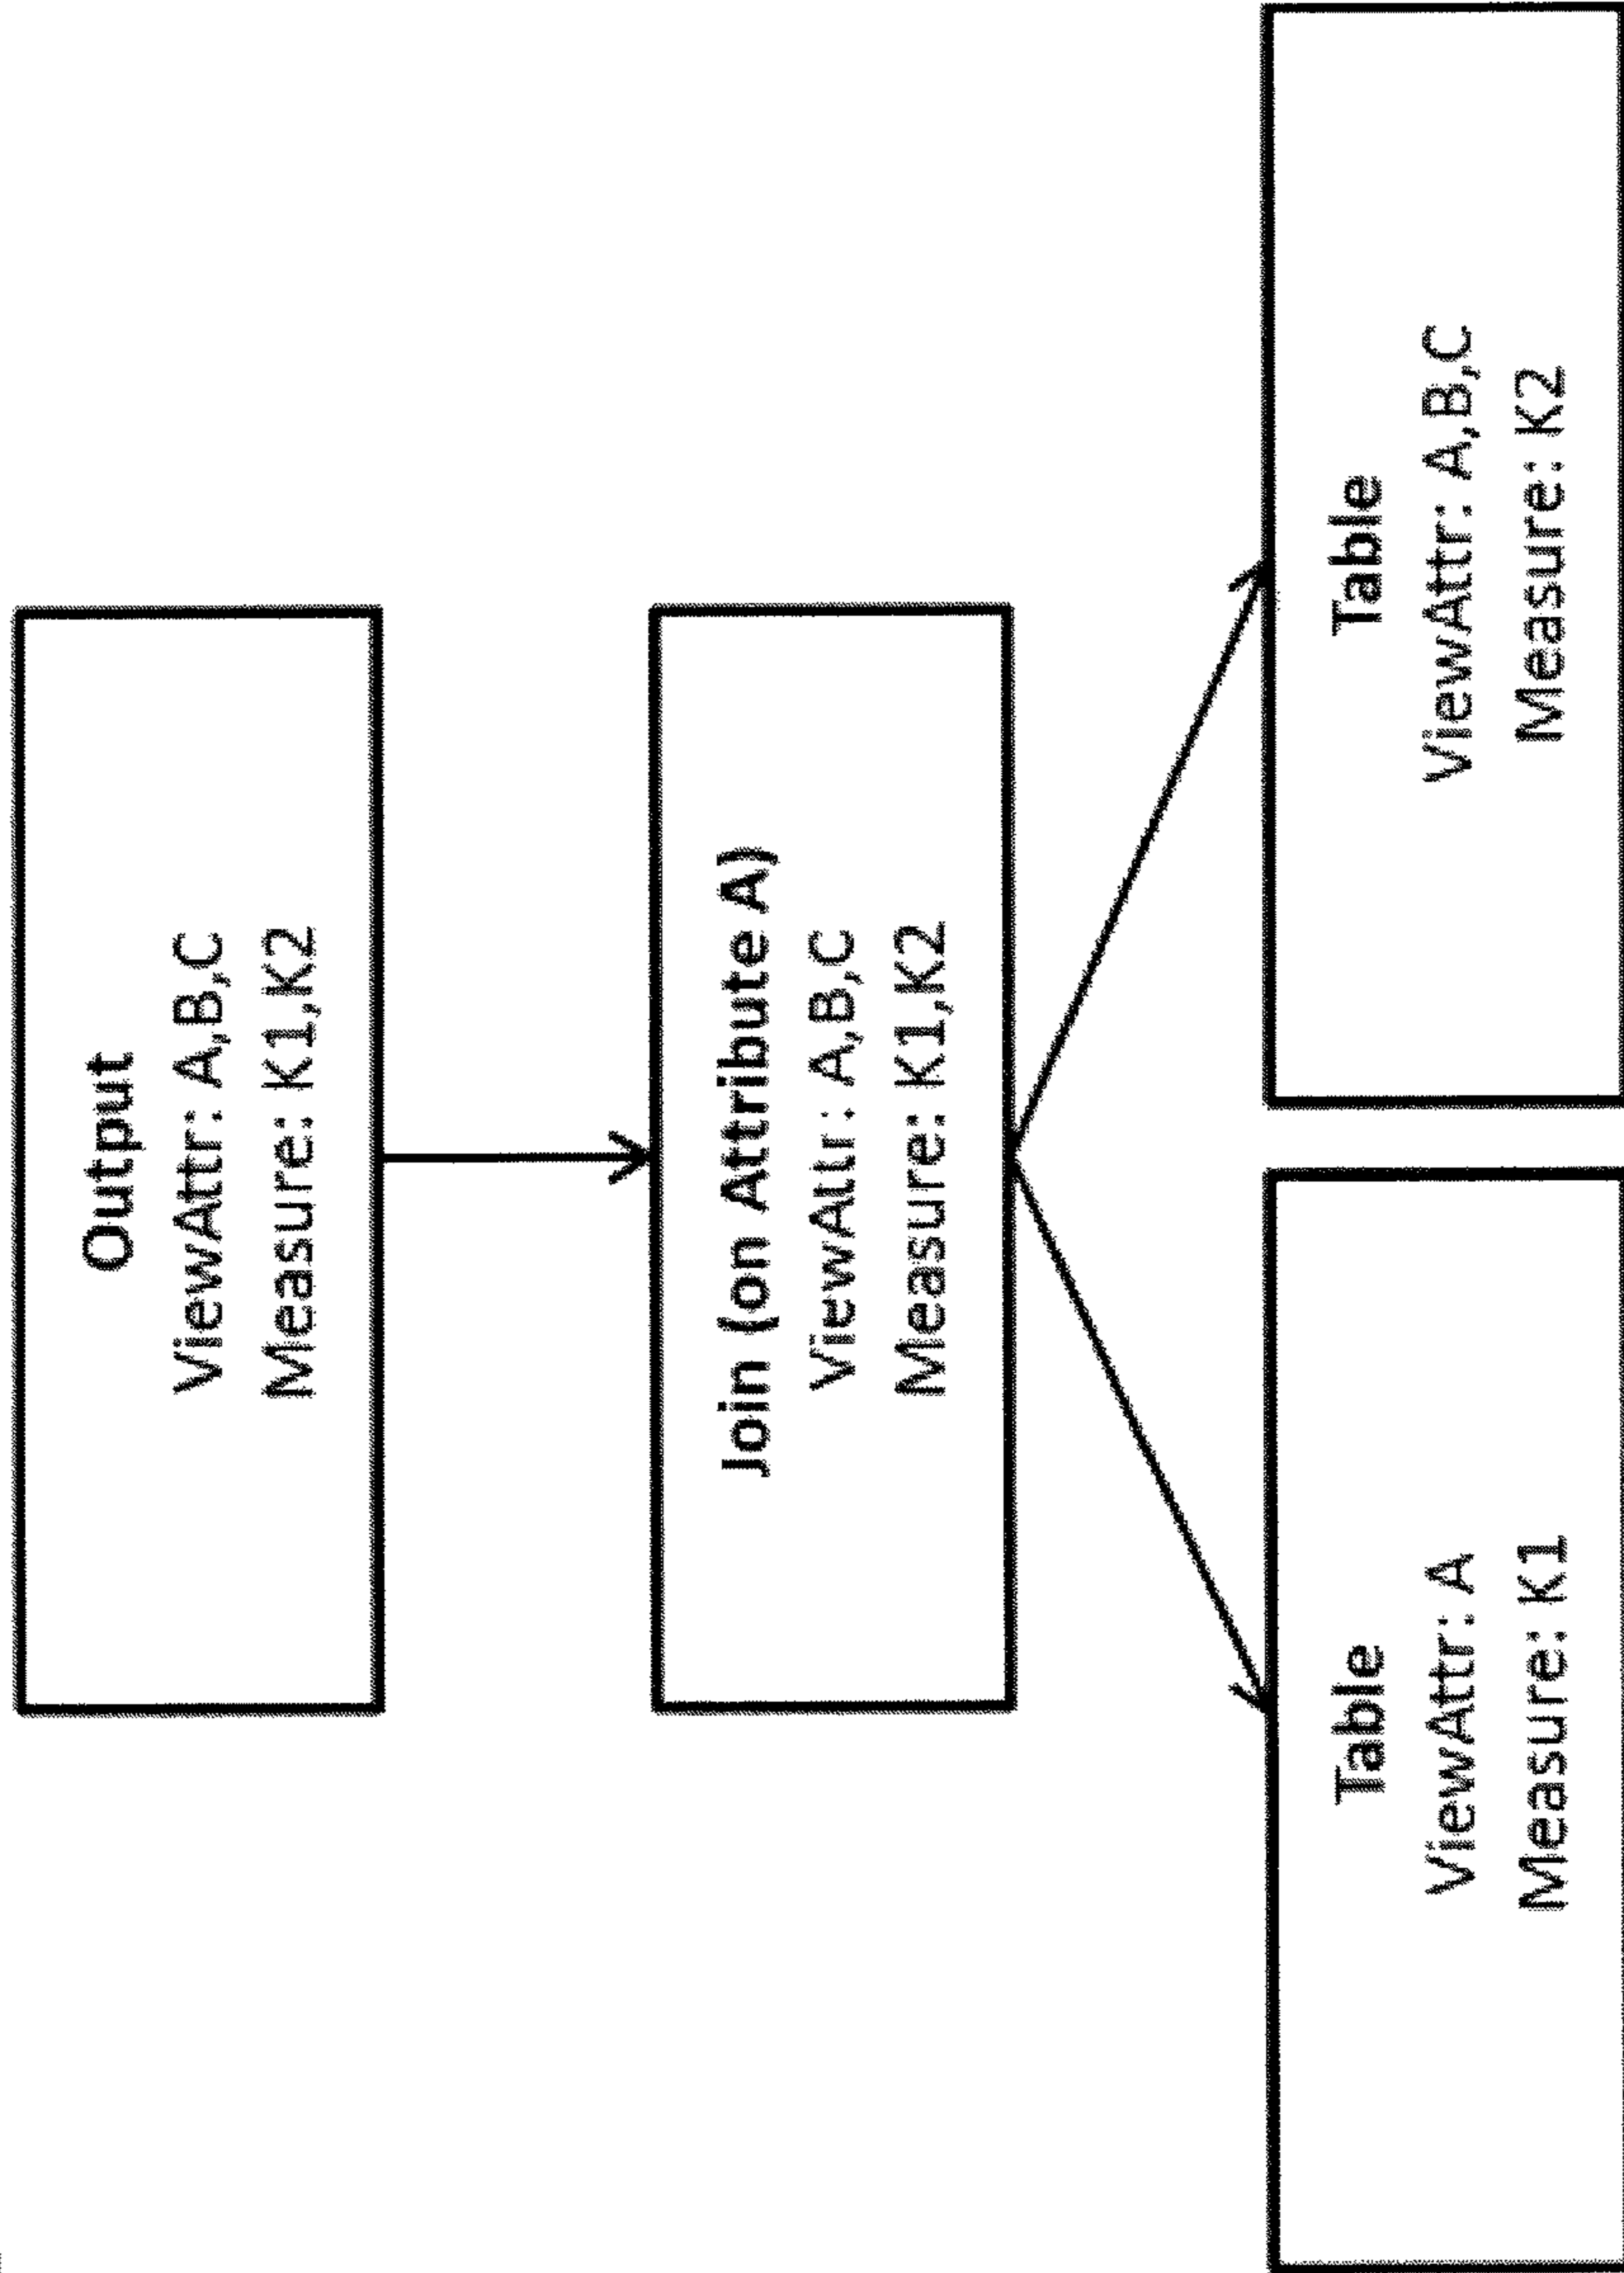 Output
ViewAttr: A,B,C
Measure: K1,K2
Join (on Attribute A)
ViewAttr: A,B,C
Measure: K1,K2
Table
ViewAttr: A
Measure: K1
Table
ViewAttr: A,B,C
Measure: K2